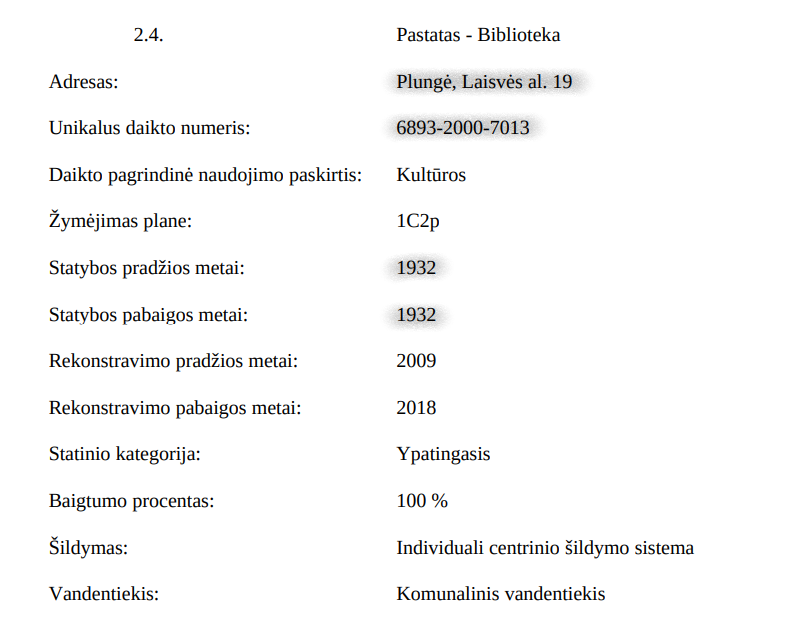 2.4. Pastatas - Biblioteka
Adresas: Plungė, Laisvės al. 19
Unikalus daikto numeris: 6893-2000-7013
Daikto pagrindinė naudojimo paskirtis: Kultūros
Žymėjimas plane: 1C2p
Statybos pradžios metai: 1932
Statybos pabaigos metai: 1932
Rekonstravimo pradžios metai: 2009
Rekonstravimo pabaigos metai: 2018
Statinio kategorija: Ypatingasis
Baigtumo procentas: 100 %
Šildymas: Individuali centrinio šildymo sistema
Vandentiekis: Komunalinis vandentiekis